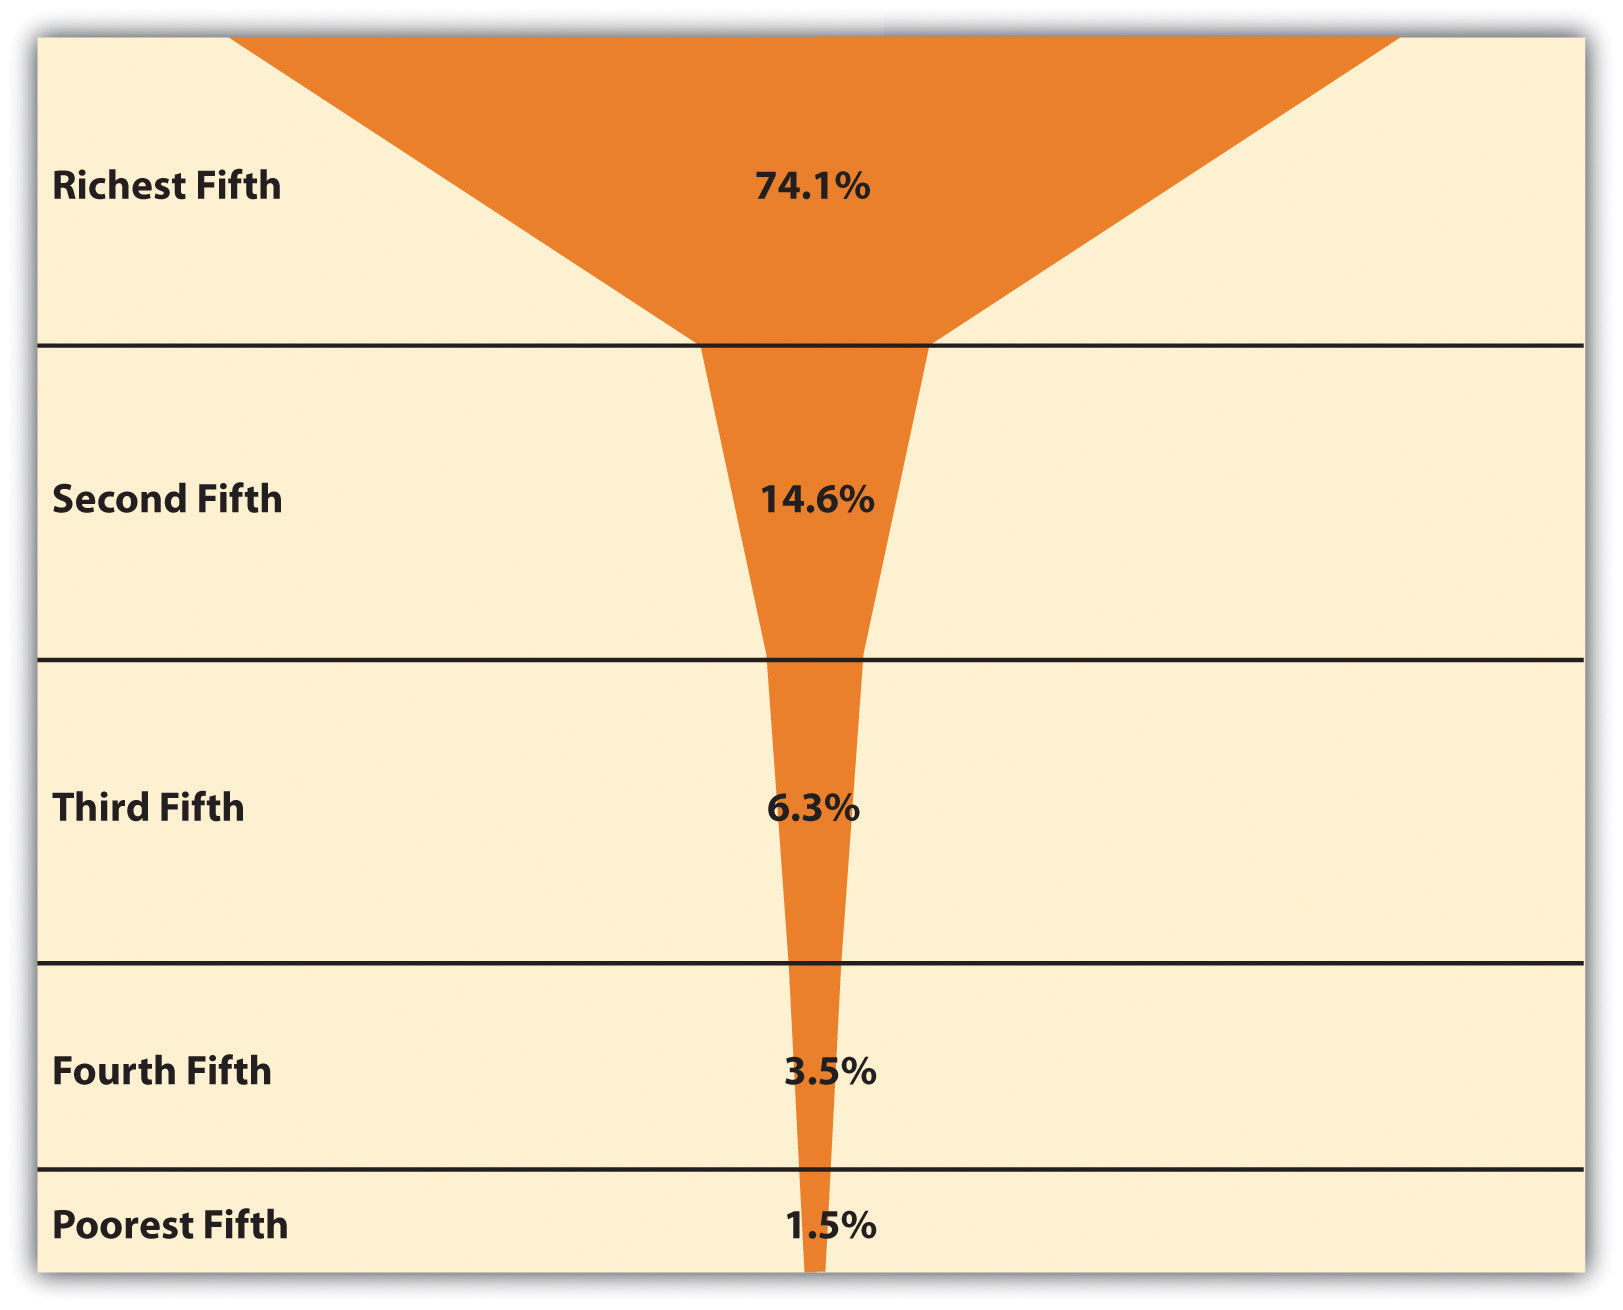 Richest Fifth 74.1%
Second Fifth 14.6%
Third Fifth 6.3%
Fourth Fifth 3.5%
Poorest Fifth 1.5%